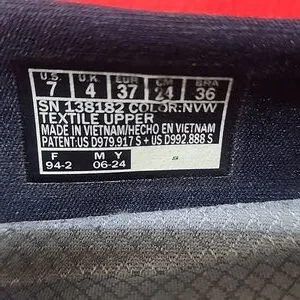 U.S. U.K. EUR CM BRA
7 4 37 24 36
SN 138182 COLOR:NVW
TEXTILE UPPER
MADE IN VIETNAM/HECHO EN VIETNAM
PATENT:US D979.917 S + US D992.888 S
F M Y
94-2 06-24 S